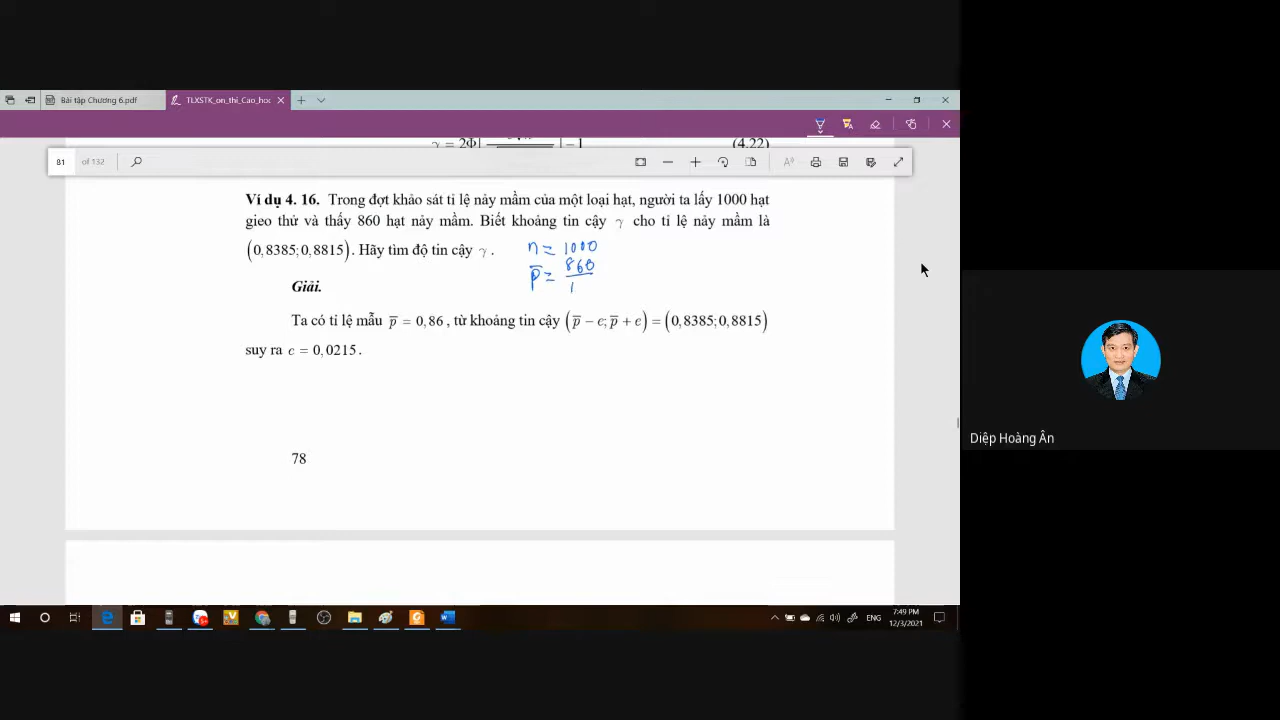 Bài tập Chương 6.pdf
TLXSTK_on_thi_Cao_hoc
81 of 132
γ = 2Φ
− 1 (4.22)
Ví dụ 4. 16. Trong đợt khảo sát tỉ lệ nảy mầm của một loại hạt, người ta lấy 1000 hạt
gieo thử và thấy 860 hạt nảy mầm. Biết khoảng tin cậy γ cho tỉ lệ nảy mầm là
(0,8385;0,8815). Hãy tìm độ tin cậy γ .
n = 1000
p̄ = 860
1
Giải.
Ta có tỉ lệ mẫu p̄ = 0,86 , từ khoảng tin cậy (p̄ − e; p̄ + e) = (0,8385;0,8815)
suy ra e = 0,0215 .
78
Diệp Hoàng Ân
ENG
7:49 PM
12/3/2021